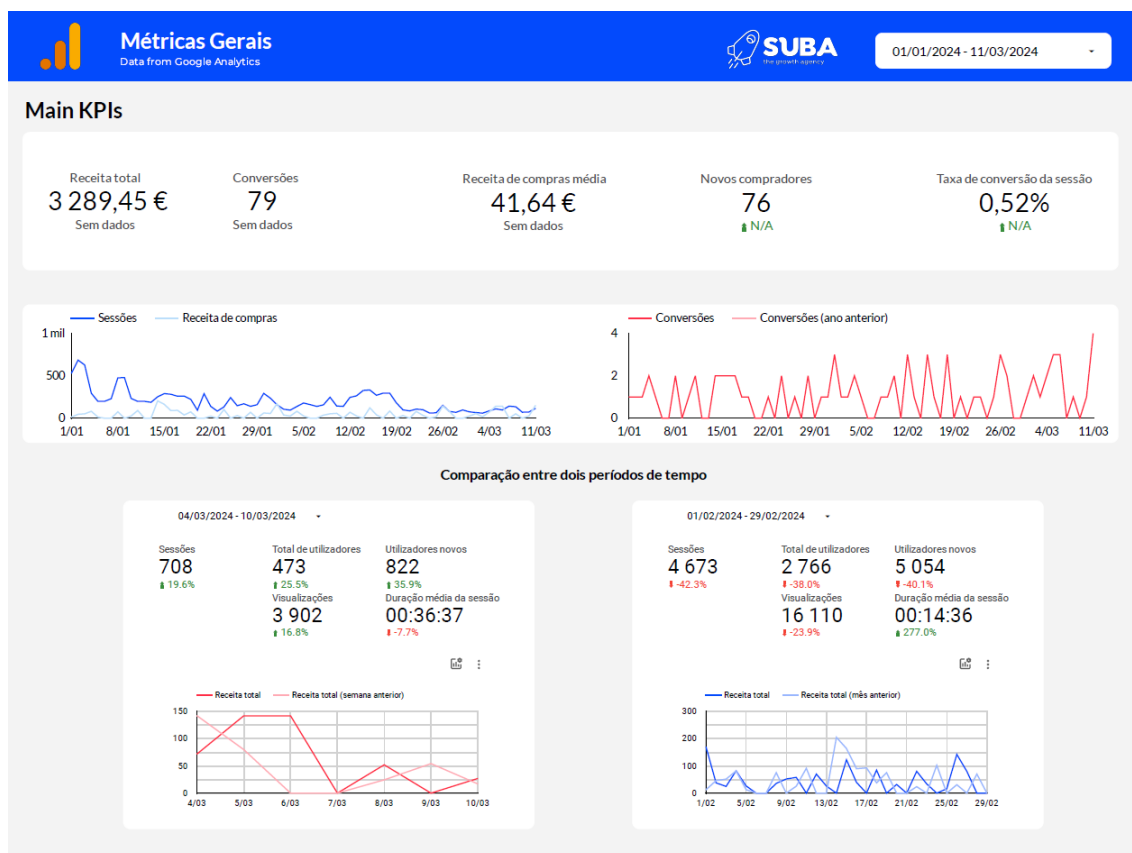 Métricas Gerais
Data from Google Analytics
SUBA
the growth agency
01/01/2024 - 11/03/2024
Main KPIs
Receita total
3 289,45 €
Sem dados
Conversões
79
Sem dados
Receita de compras média
41,64 €
Sem dados
Novos compradores
76
N/A
Taxa de conversão da sessão
0,52%
N/A
Sessões Receita de compras
1 mil
500
0
1/01 8/01 15/01 22/01 29/01 5/02 12/02 19/02 26/02 4/03 11/03
Conversões Conversões (ano anterior)
4
2
0
1/01 8/01 15/01 22/01 29/01 5/02 12/02 19/02 26/02 4/03 11/03
Comparação entre dois períodos de tempo
04/03/2024 - 10/03/2024
Sessões
708
19.6%
Total de utilizadores
473
25.5%
Utilizadores novos
822
35.9%
Visualizações
3 902
16.8%
Duração média da sessão
00:36:37
-7.7%
Receita total Receita total (semana anterior)
150
100
50
0
4/03 5/03 6/03 7/03 8/03 9/03 10/03
01/02/2024 - 29/02/2024
Sessões
4 673
-42.3%
Total de utilizadores
2 766
-38.0%
Utilizadores novos
5 054
-40.1%
Visualizações
16 110
-23.9%
Duração média da sessão
00:14:36
277.0%
Receita total Receita total (mês anterior)
300
200
100
0
1/02 5/02 9/02 13/02 17/02 21/02 25/02 29/02